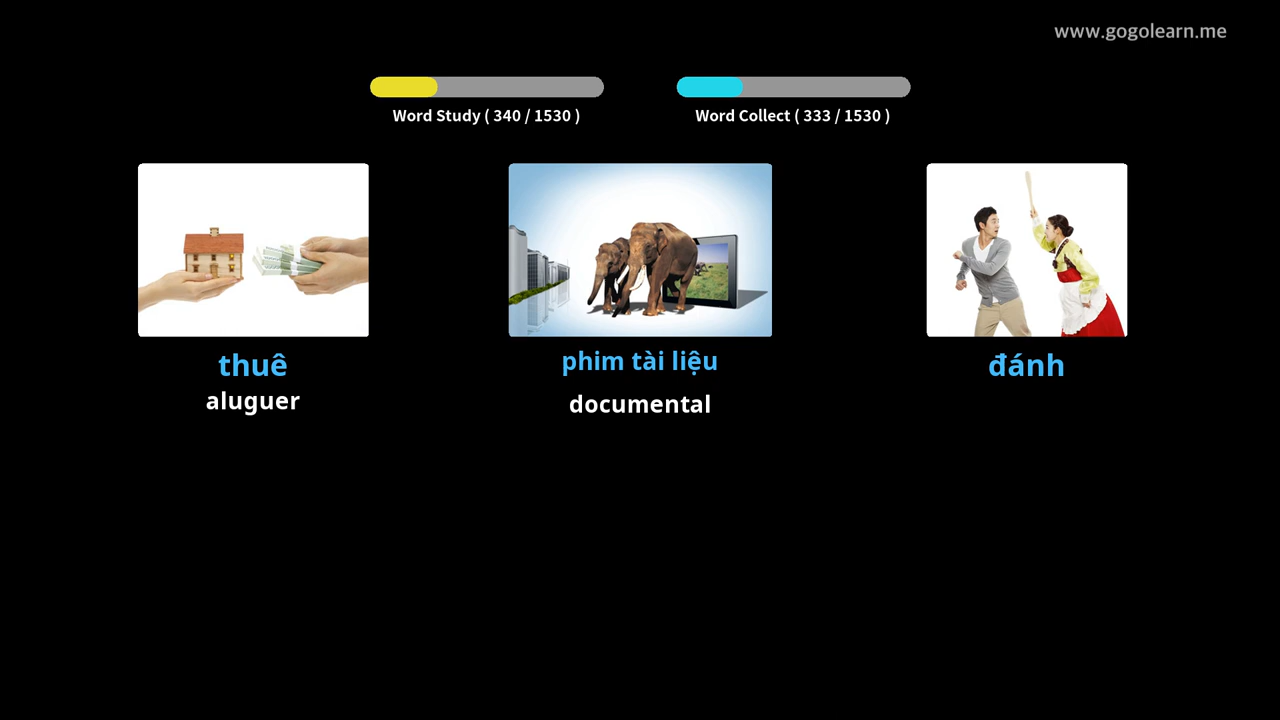 www.gogolearn.me
Word Study ( 340 / 1530 )
Word Collect ( 333 / 1530 )
thuê
aluguer
phim tài liệu
documental
đánh